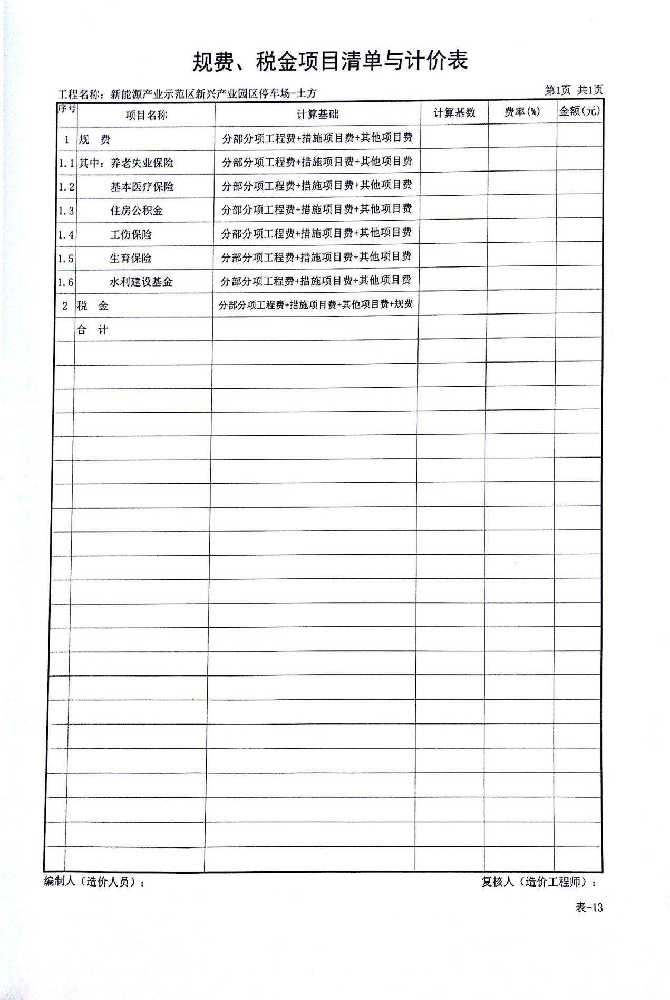 规费、税金项目清单与计价表
工程名称：新能源产业示范区新兴产业园区停车场-土方 第1页 共1页
序号 项目名称 计算基础 计算基数 费率(%) 金额(元)
1 规 费 分部分项工程费+措施项目费+其他项目费
1.1 其中：养老失业保险 分部分项工程费+措施项目费+其他项目费
1.2 基本医疗保险 分部分项工程费+措施项目费+其他项目费
1.3 住房公积金 分部分项工程费+措施项目费+其他项目费
1.4 工伤保险 分部分项工程费+措施项目费+其他项目费
1.5 生育保险 分部分项工程费+措施项目费+其他项目费
1.6 水利建设基金 分部分项工程费+措施项目费+其他项目费
2 税 金 分部分项工程费+措施项目费+其他项目费+规费
合 计
编制人（造价人员）： 复核人（造价工程师）：
表-13